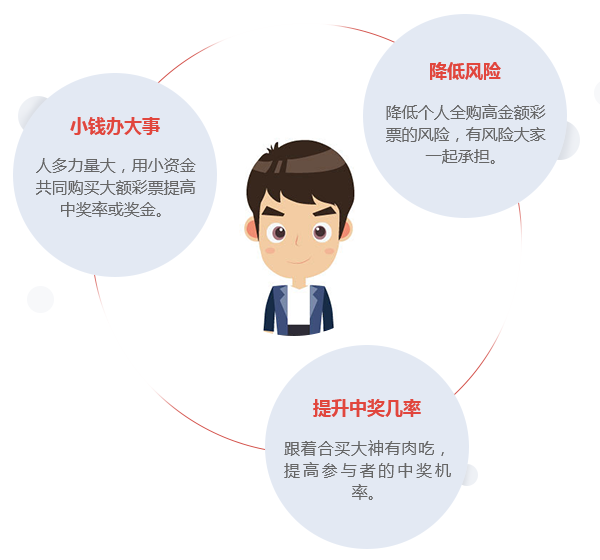 小钱办大事
人多力量大，用小资金
共同购买大额彩票提高
中奖率或奖金。
降低风险
降低个人全购高金额彩
票的风险，有风险大家
一起承担。
提升中奖几率
跟着合买大神有肉吃，
提高参与者的中奖机
率。